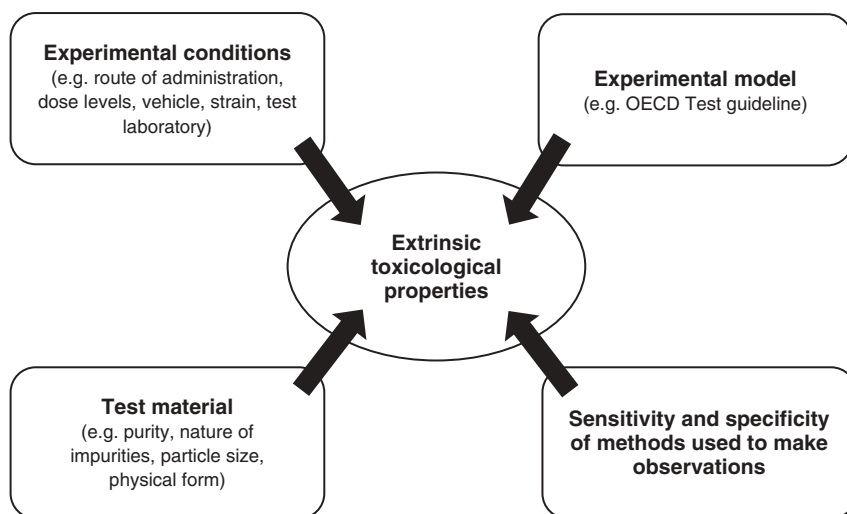 Experimental conditions
(e.g. route of administration,
dose levels, vehicle, strain, test
laboratory)
Experimental model
(e.g. OECD Test guideline)
Extrinsic
toxicological
properties
Test material
(e.g. purity, nature of
impurities, particle size,
physical form)
Sensitivity and specificity
of methods used to make
observations